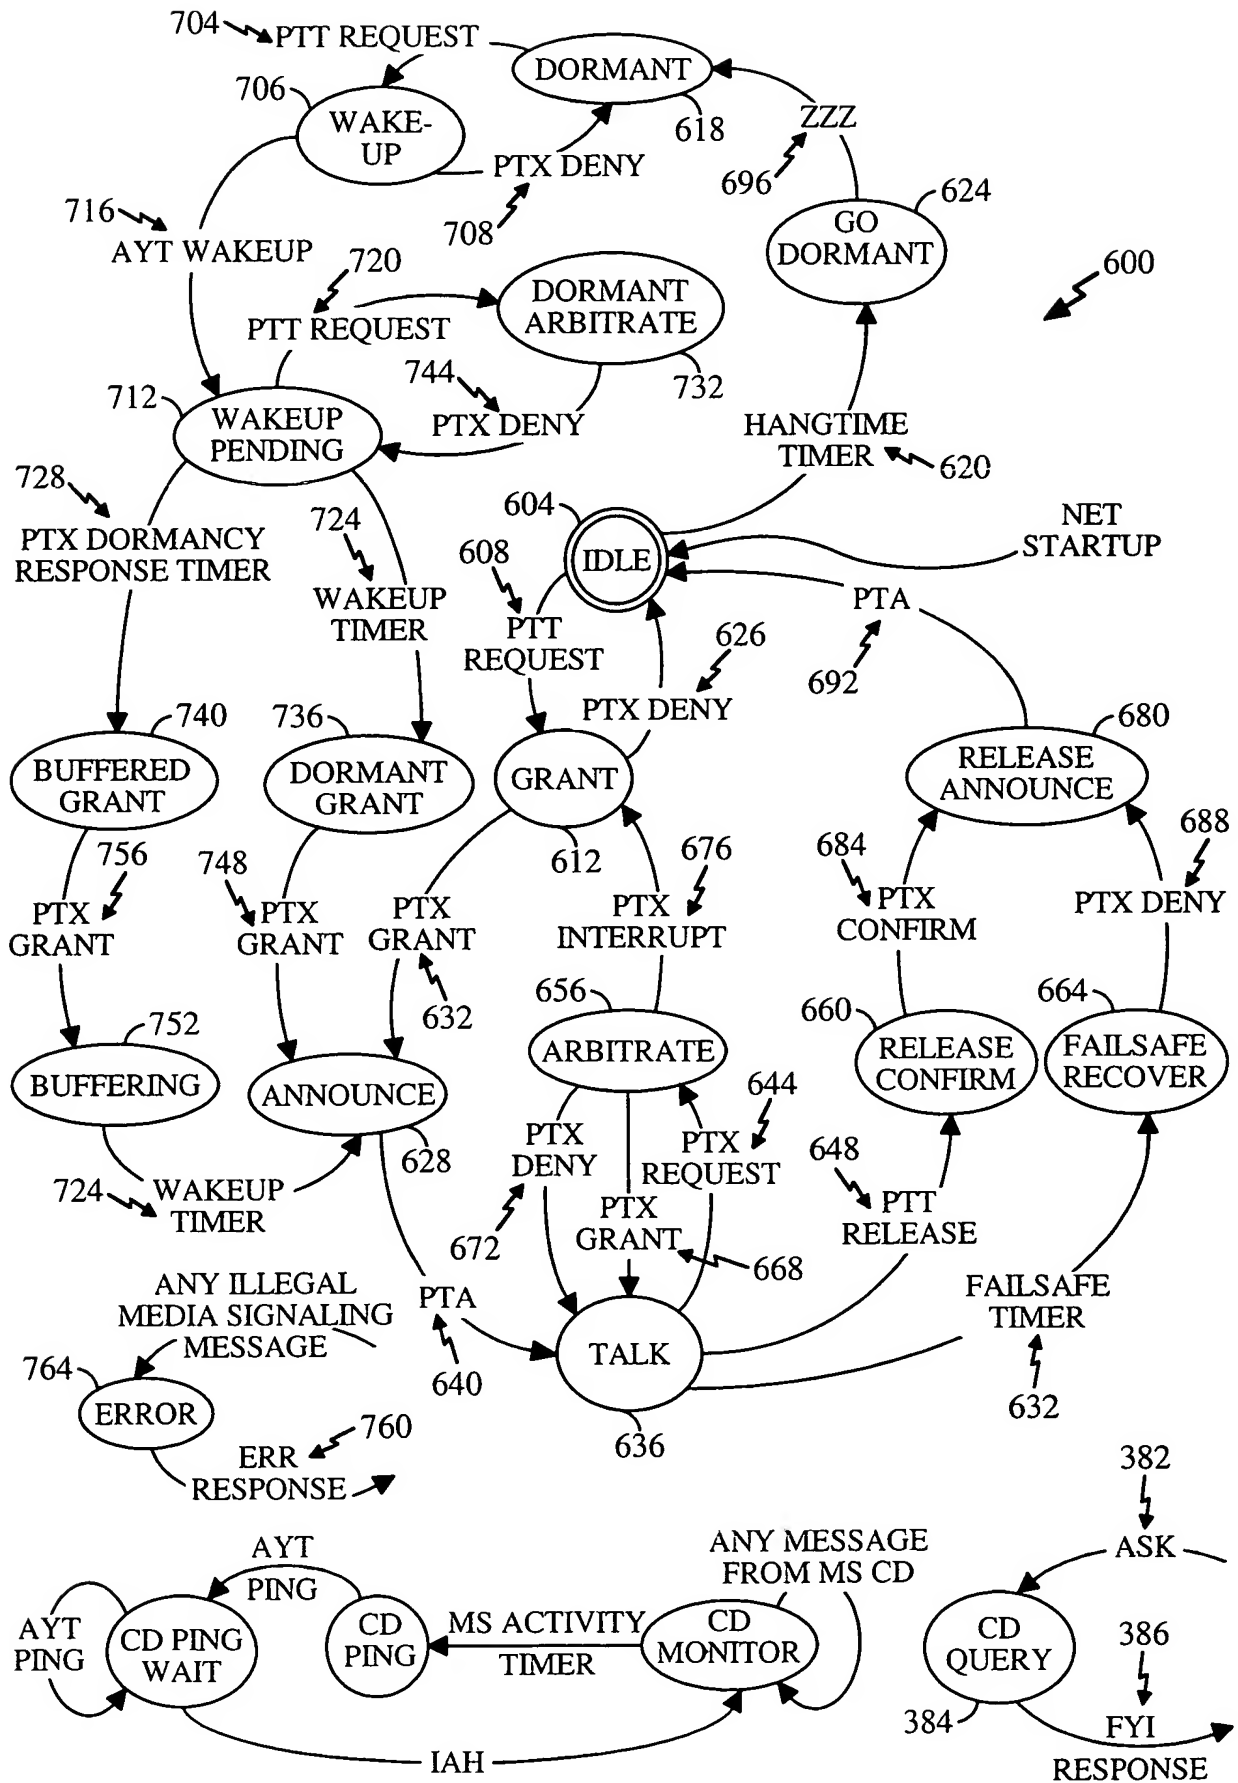 704
PTT REQUEST
DORMANT
706
WAKE-
UP
618
ZZZ
PTX DENY
696
708
624
GO
DORMANT
716
AYT WAKEUP
720
PTT REQUEST
DORMANT
ARBITRATE
600
744
732
712
WAKEUP
PENDING
PTX DENY
HANGTIME
TIMER
620
728
PTX DORMANCY
RESPONSE TIMER
724
WAKEUP
TIMER
604
IDLE
NET
STARTUP
608
PTT
REQUEST
626
PTX DENY
PTA
692
740
BUFFERED
GRANT
736
DORMANT
GRANT
GRANT
612
680
RELEASE
ANNOUNCE
756
PTX
GRANT
748
PTX
GRANT
PTX
GRANT
632
676
PTX
INTERRUPT
684
PTX
CONFIRM
688
PTX DENY
752
BUFFERING
ANNOUNCE
628
656
ARBITRATE
660
RELEASE
CONFIRM
664
FAILSAFE
RECOVER
724
WAKEUP
TIMER
PTX
DENY
672
PTX
GRANT
668
644
PTX
REQUEST
648
PTT
RELEASE
PTA
640
TALK
636
FAILSAFE
TIMER
632
ANY ILLEGAL
MEDIA SIGNALING
MESSAGE
764
ERROR
760
ERR
RESPONSE
382
ASK
AYT
PING
AYT
PING
CD PING
WAIT
CD
PING
MS ACTIVITY
TIMER
ANY MESSAGE
FROM MS CD
CD
MONITOR
IAH
CD
QUERY
384
386
FYI
RESPONSE